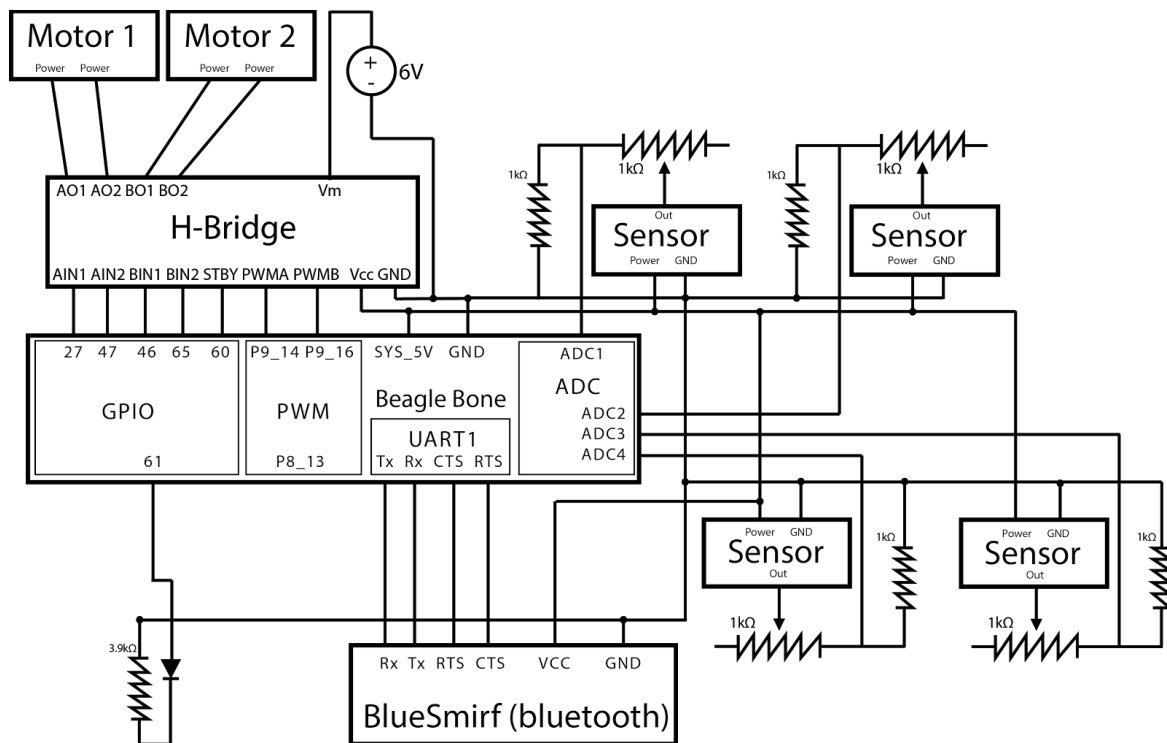 Motor 1
Power Power
Motor 2
Power Power
+
-
6V
AO1 AO2 BO1 BO2 Vm
H-Bridge
AIN1 AIN2 BIN1 BIN2 STBY PWMA PWMB Vcc GND
1kΩ
1kΩ
Out
Sensor
Power GND
1kΩ
1kΩ
Out
Sensor
Power GND
27 47 46 65 60
GPIO
61
P9_14 P9_16
PWM
P8_13
SYS_5V GND
Beagle Bone
UART1
Tx Rx CTS RTS
ADC1
ADC
ADC2
ADC3
ADC4
Power GND
Sensor
Out
1kΩ
1kΩ
Power GND
Sensor
Out
1kΩ
1kΩ
3.9kΩ
Rx Tx RTS CTS VCC GND
BlueSmirf (bluetooth)